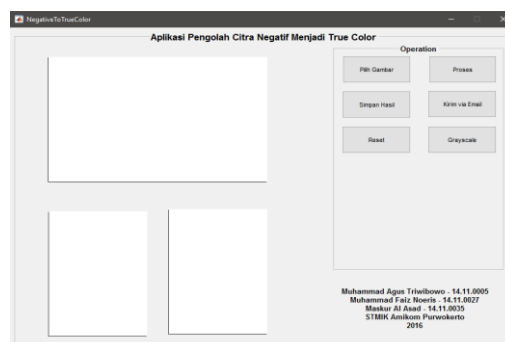 NegativeToTrueColor
Aplikasi Pengolah Citra Negatif Menjadi True Color
Operation
Pilih Gambar
Proses
Simpan Hasil
Kirim via Email
Reset
Grayscale
Muhammad Agus Triwibowo - 14.11.0005
Muhammad Faiz Noeris - 14.11.0027
Maskur Al Asad - 14.11.0035
STMIK Amikom Purwokerto
2016